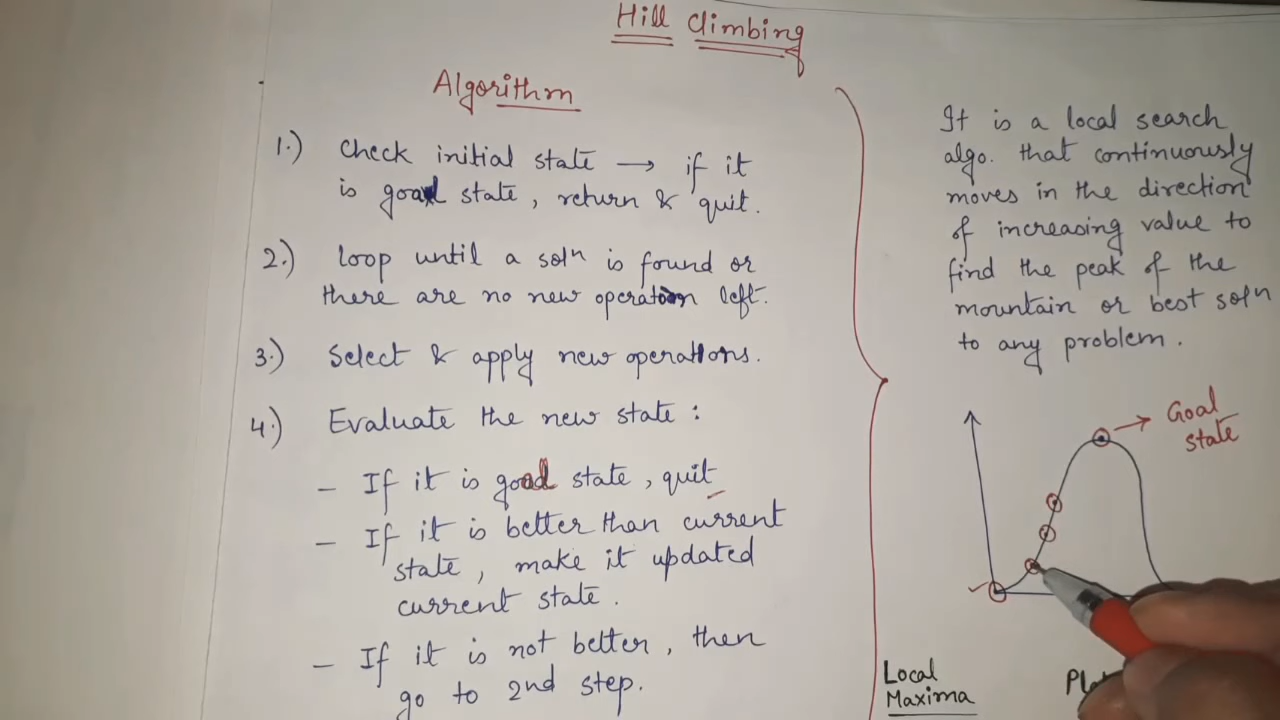 Hill Climbing
Algorithm
1.) Check initial state → if it
is goal state, return & quit.
2.) Loop until a solⁿ is found or
there are no new operation left.
3.) Select & apply new operations.
4.) Evaluate the new state :
– If it is goal state, quit
– If it is better than current
state, make it updated
current state.
– If it is not better, then
go to 2nd step.
It is a local search
algo. that continuously
moves in the direction
of increasing value to
find the peak of the
mountain or best solⁿ
to any problem.
→ Goal
state
Local
Maxima